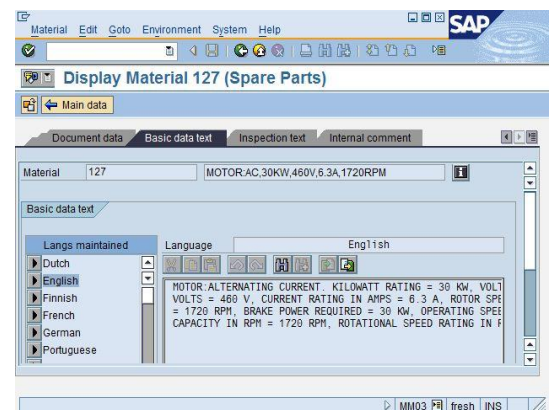 Material Edit Goto Environment System Help
SAP
Display Material 127 (Spare Parts)
Main data
Document data Basic data text Inspection text Internal comment
Material 127 MOTOR:AC,30KW,460V,6.3A,1720RPM
Basic data text
Langs maintained Language English
Dutch
English
Finnish
French
German
Portuguese
MOTOR:ALTERNATING CURRENT. KILOWATT RATING = 30 KW, VOLT
VOLTS = 460 V, CURRENT RATING IN AMPS = 6.3 A, ROTOR SPE
= 1720 RPM, BRAKE POWER REQUIRED = 30 KW, OPERATING SPEE
CAPACITY IN RPM = 1720 RPM, ROTATIONAL SPEED RATING IN
MM03 fresh INS